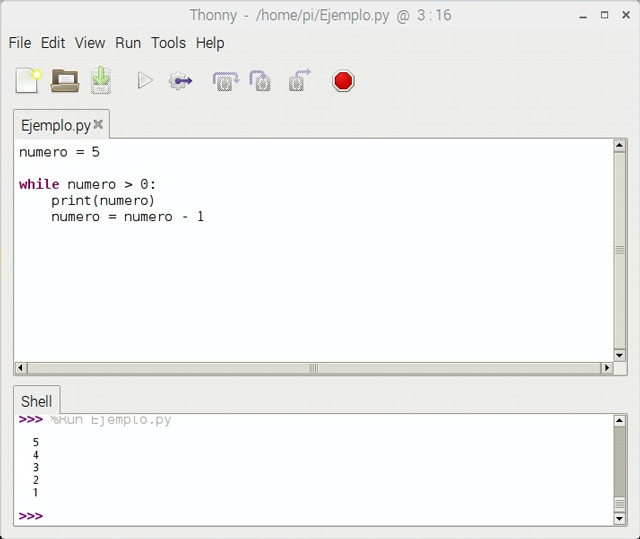 Thonny - /home/pi/Ejemplo.py @ 3:16
File Edit View Run Tools Help
Ejemplo.py
numero = 5
while numero > 0:
print(numero)
numero = numero - 1
Shell
>>> %Run Ejemplo.py
5
4
3
2
1
>>>